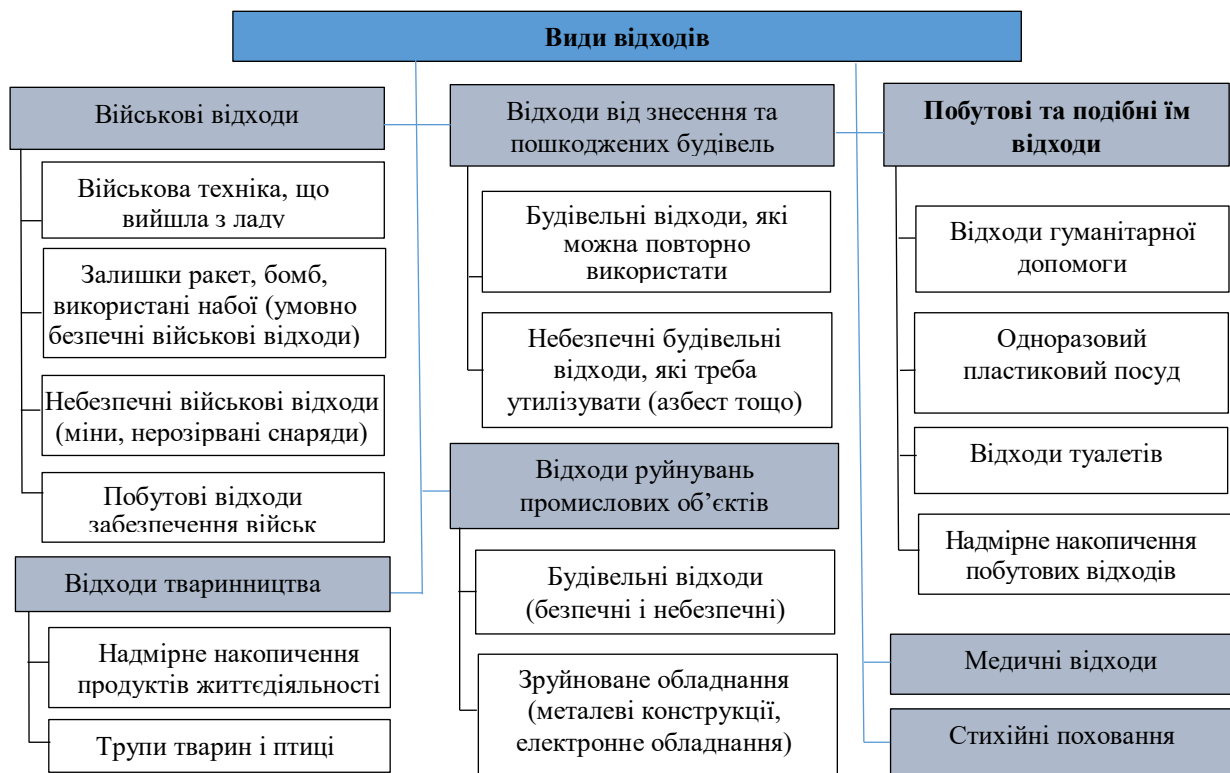 Види відходів
Військові відходи
Військова техніка, що
вийшла з ладу
Залишки ракет, бомб,
використані набої (умовно
безпечні військові відходи)
Небезпечні військові відходи
(міни, нерозірвані снаряди)
Побутові відходи
забезпечення військ
Відходи тваринництва
Надмірне накопичення
продуктів життєдіяльності
Трупи тварин і птиці
Відходи від знесення та
пошкоджених будівель
Будівельні відходи, які
можна повторно
використати
Небезпечні будівельні
відходи, які треба
утилізувати (азбест тощо)
Відходи руйнувань
промислових об’єктів
Будівельні відходи
(безпечні і небезпечні)
Зруйноване обладнання
(металеві конструкції,
електронне обладнання)
Побутові та подібні їм
відходи
Відходи гуманітарної
допомоги
Одноразовий
пластиковий посуд
Відходи туалетів
Надмірне накопичення
побутових відходів
Медичні відходи
Стихійні поховання